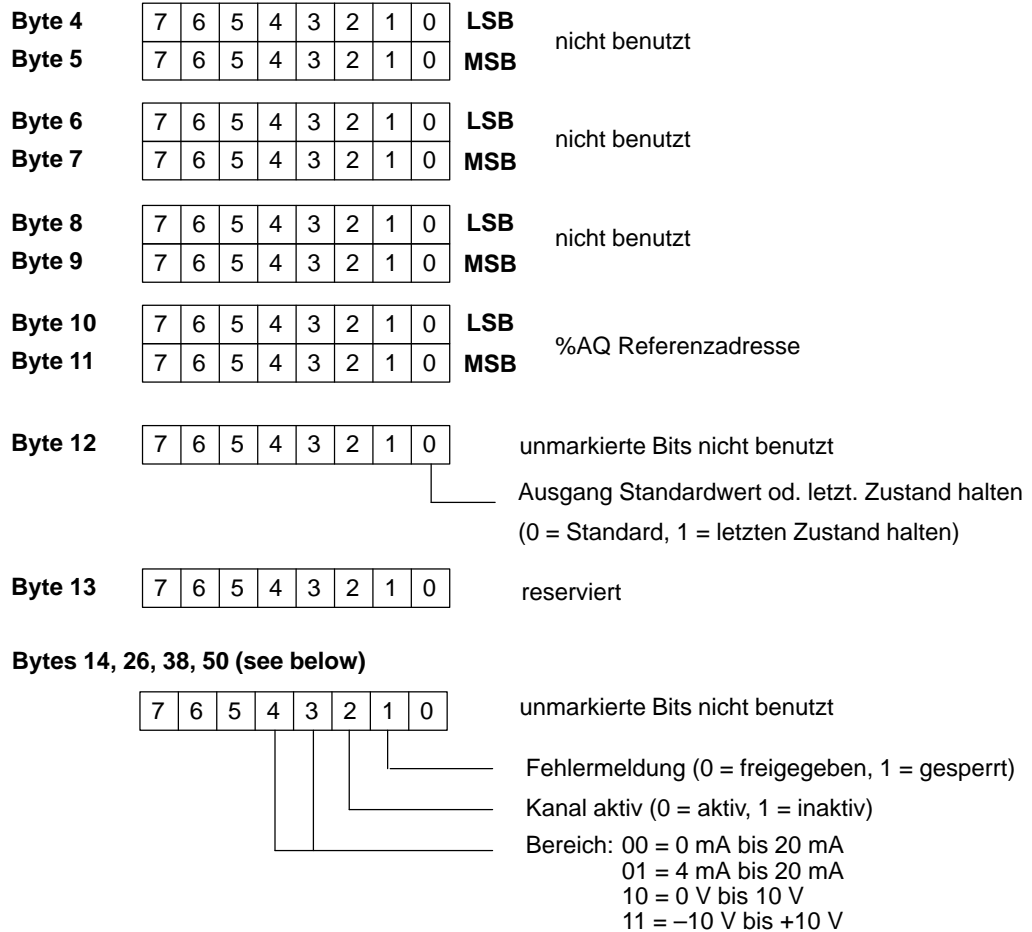 Byte 4 7 6 5 4 3 2 1 0 LSB
nicht benutzt
Byte 5 7 6 5 4 3 2 1 0 MSB
Byte 6 7 6 5 4 3 2 1 0 LSB
nicht benutzt
Byte 7 7 6 5 4 3 2 1 0 MSB
Byte 8 7 6 5 4 3 2 1 0 LSB
nicht benutzt
Byte 9 7 6 5 4 3 2 1 0 MSB
Byte 10 7 6 5 4 3 2 1 0 LSB
%AQ Referenzadresse
Byte 11 7 6 5 4 3 2 1 0 MSB
Byte 12 7 6 5 4 3 2 1 0 unmarkierte Bits nicht benutzt
Ausgang Standardwert od. letzt. Zustand halten
(0 = Standard, 1 = letzten Zustand halten)
Byte 13 7 6 5 4 3 2 1 0 reserviert
Bytes 14, 26, 38, 50 (see below)
7 6 5 4 3 2 1 0 unmarkierte Bits nicht benutzt
Fehlermeldung (0 = freigegeben, 1 = gesperrt)
Kanal aktiv (0 = aktiv, 1 = inaktiv)
Bereich: 00 = 0 mA bis 20 mA
01 = 4 mA bis 20 mA
10 = 0 V bis 10 V
11 = –10 V bis +10 V